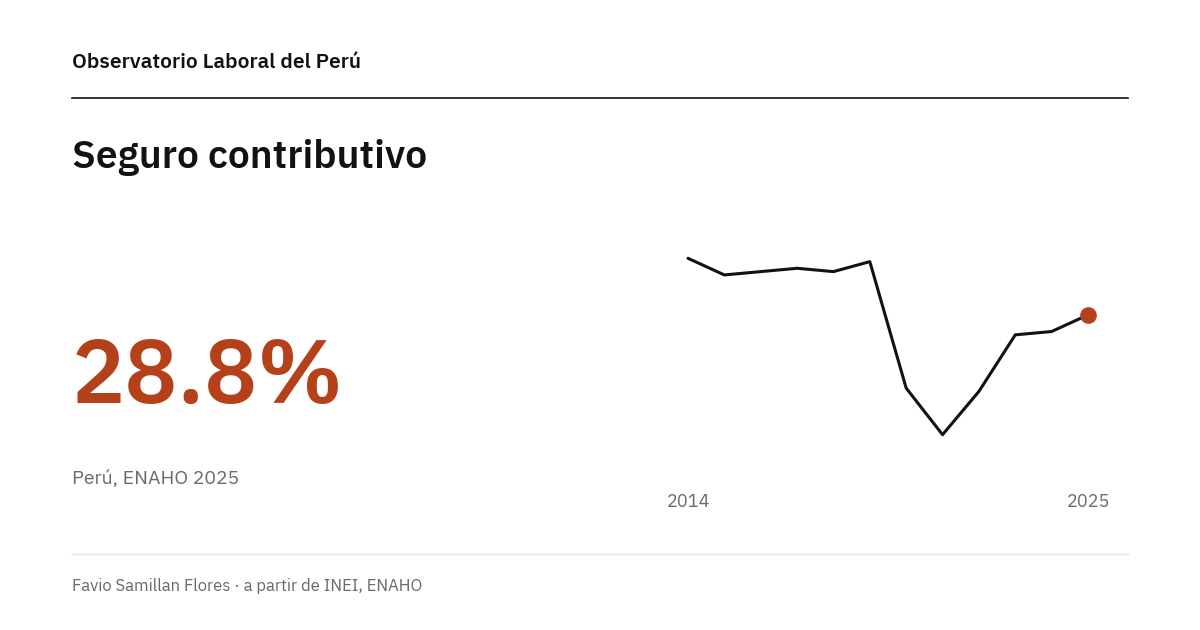 Observatorio Laboral del Perú
Seguro contributivo
28.8%
Perú, ENAHO 2025
2014
2025
Favio Samillan Flores · a partir de INEI, ENAHO